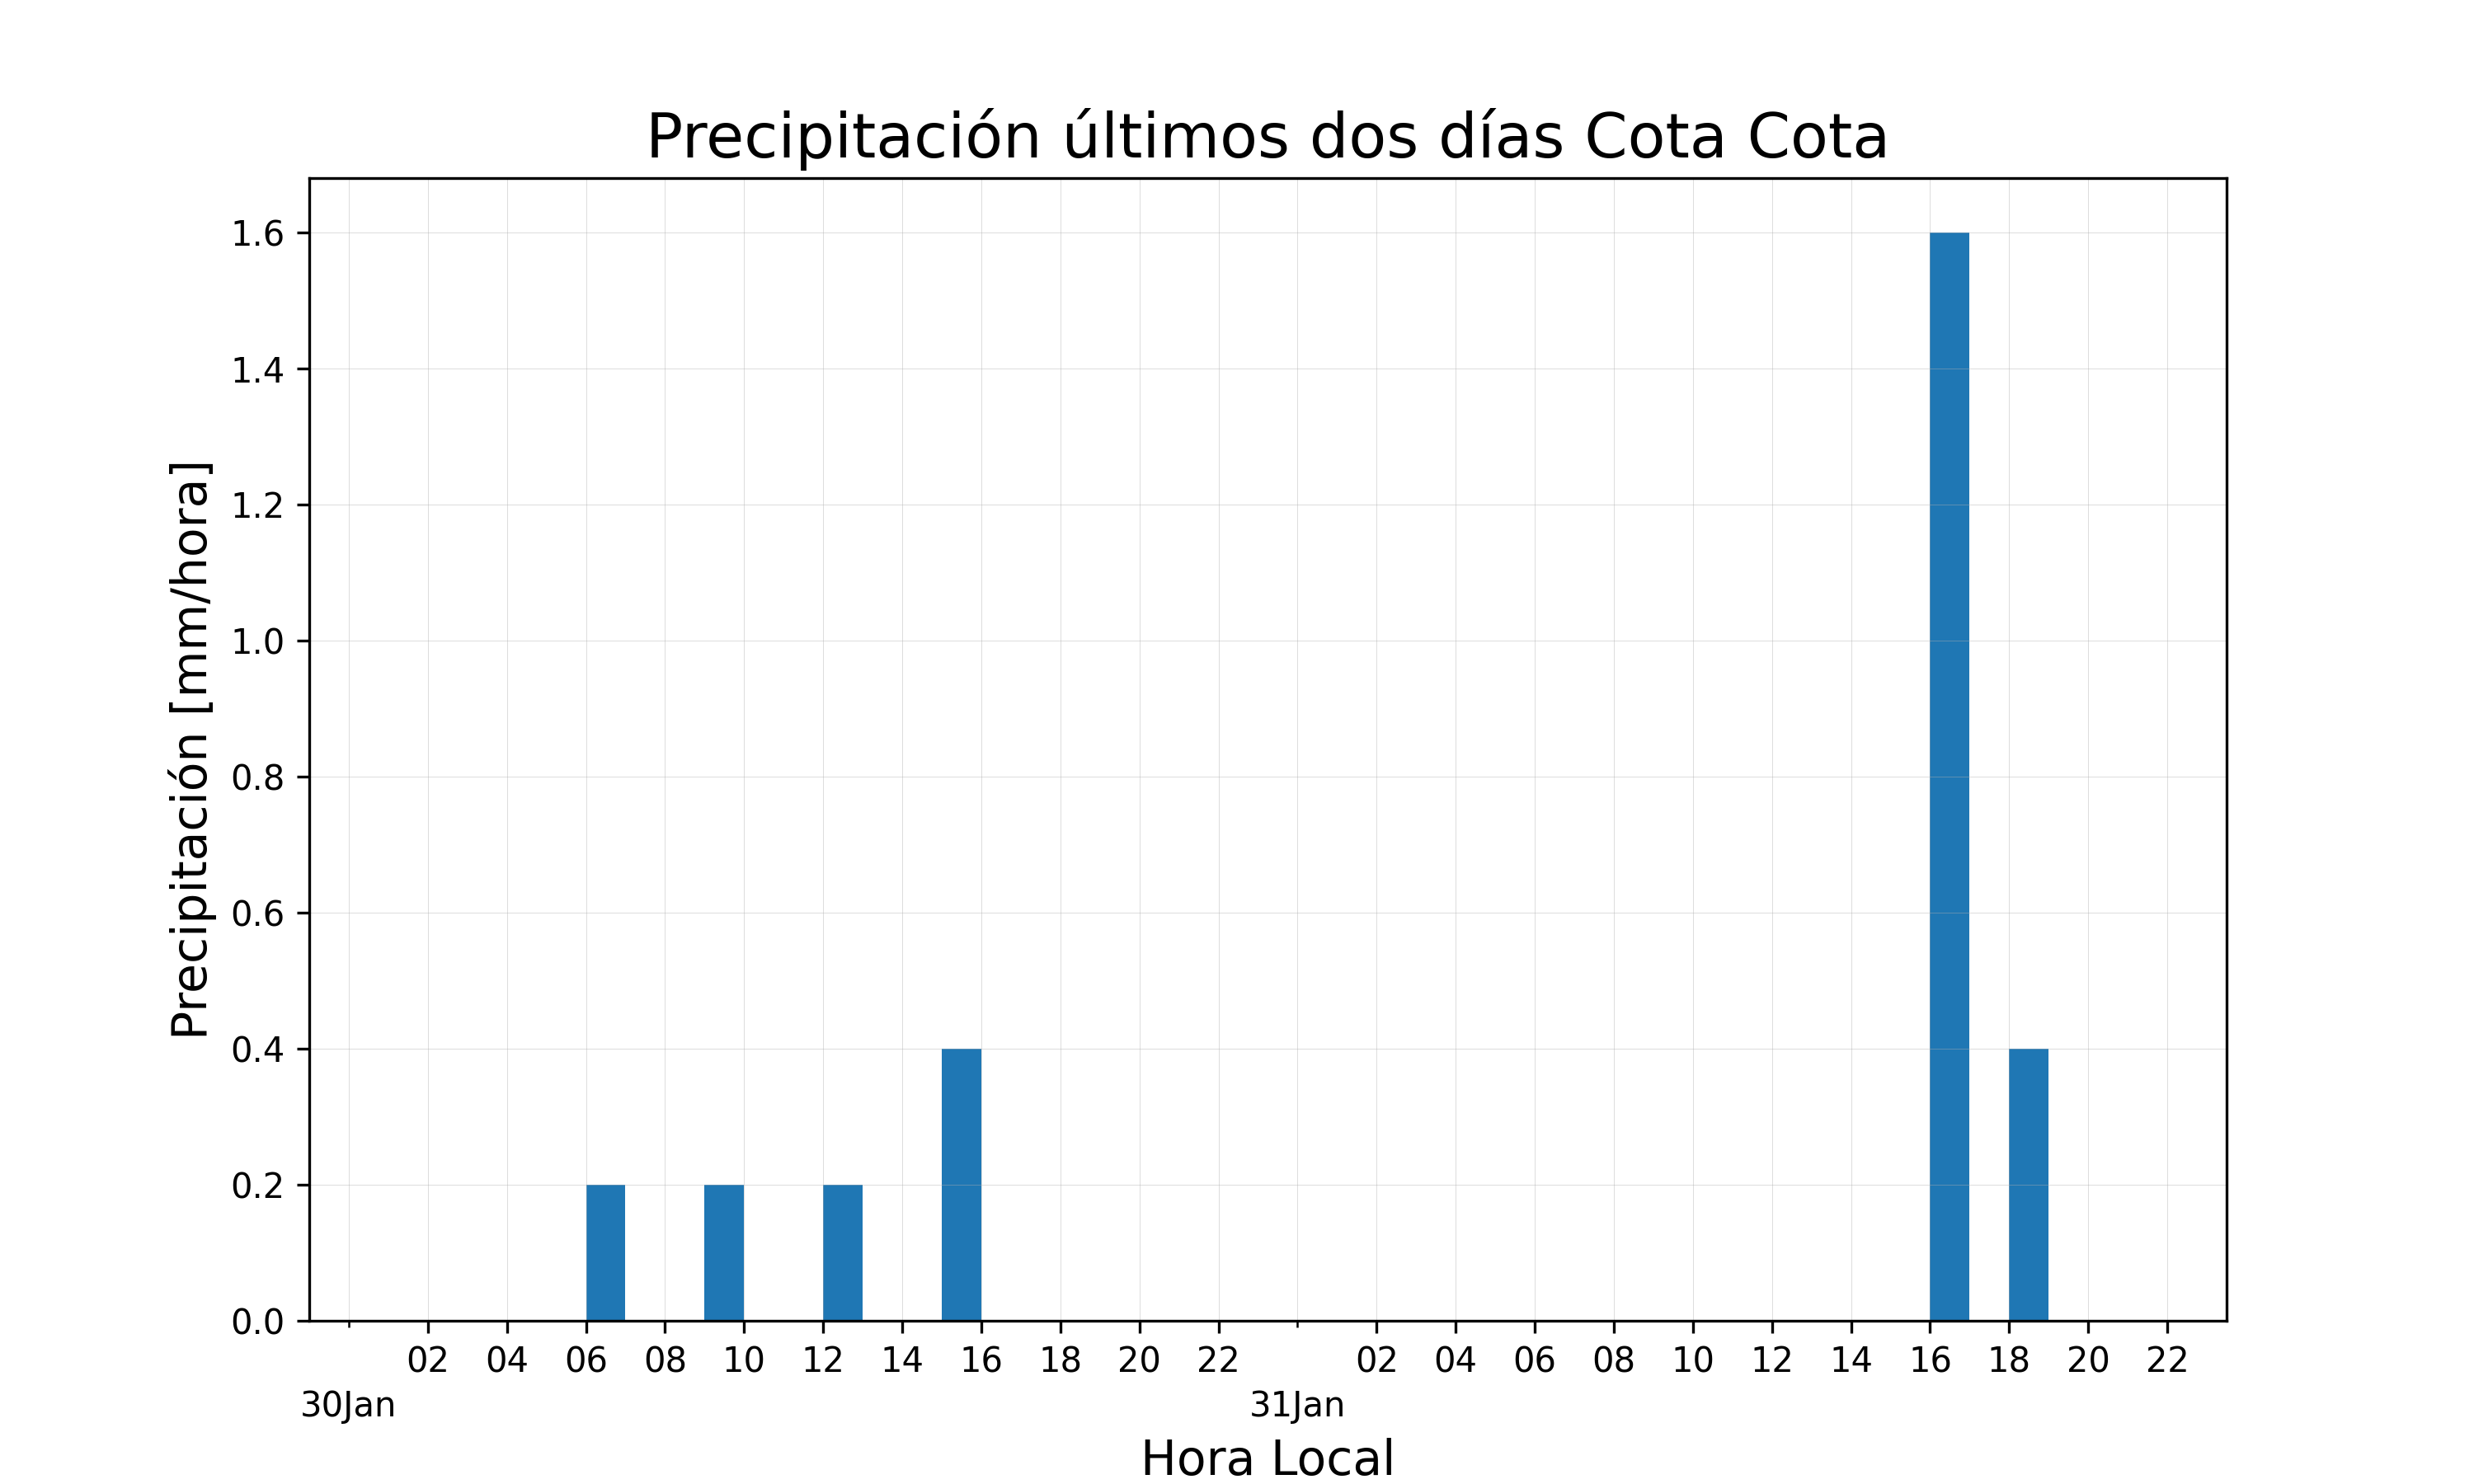 Precipitación últimos dos días Cota Cota
Precipitación [mm/hora]
1.6
1.4
1.2
1.0
0.8
0.6
0.4
0.2
0.0
02 04 06 08 10 12 14 16 18 20 22 02 04 06 08 10 12 14 16 18 20 22
30Jan 31Jan
Hora Local